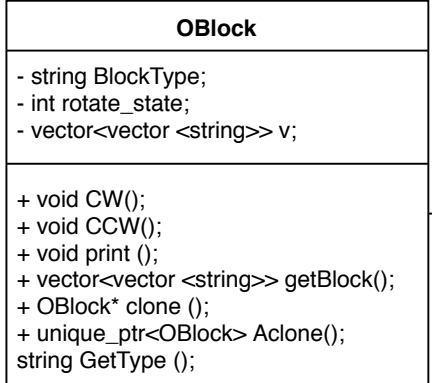 OBlock
- string BlockType;
- int rotate_state;
- vector<vector <string>> v;
+ void CW();
+ void CCW();
+ void print ();
+ vector<vector <string>> getBlock();
+ OBlock* clone ();
+ unique_ptr<OBlock> Aclone();
string GetType ();